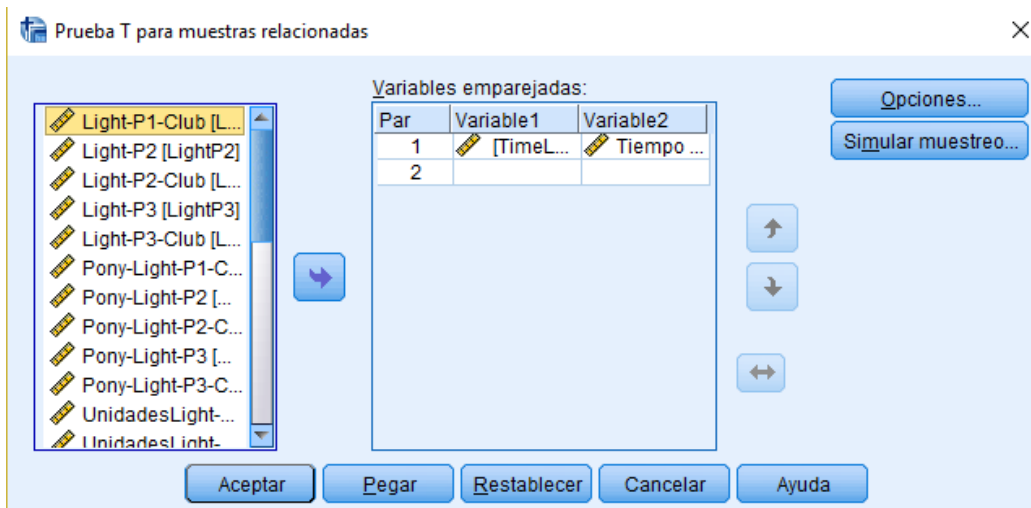 Prueba T para muestras relacionadas
Variables emparejadas:
Light-P1-Club [L...
Light-P2 [LightP2]
Light-P2-Club [L...
Light-P3 [LightP3]
Light-P3-Club [L...
Pony-Light-P1-C...
Pony-Light-P2 [...
Pony-Light-P2-C...
Pony-Light-P3 [...
Pony-Light-P3-C...
UnidadesLight-...
UnidadesLight-
Par Variable1 Variable2
1 [TimeL... Tiempo ...
2
Opciones...
Simular muestreo...
Aceptar Pegar Restablecer Cancelar Ayuda